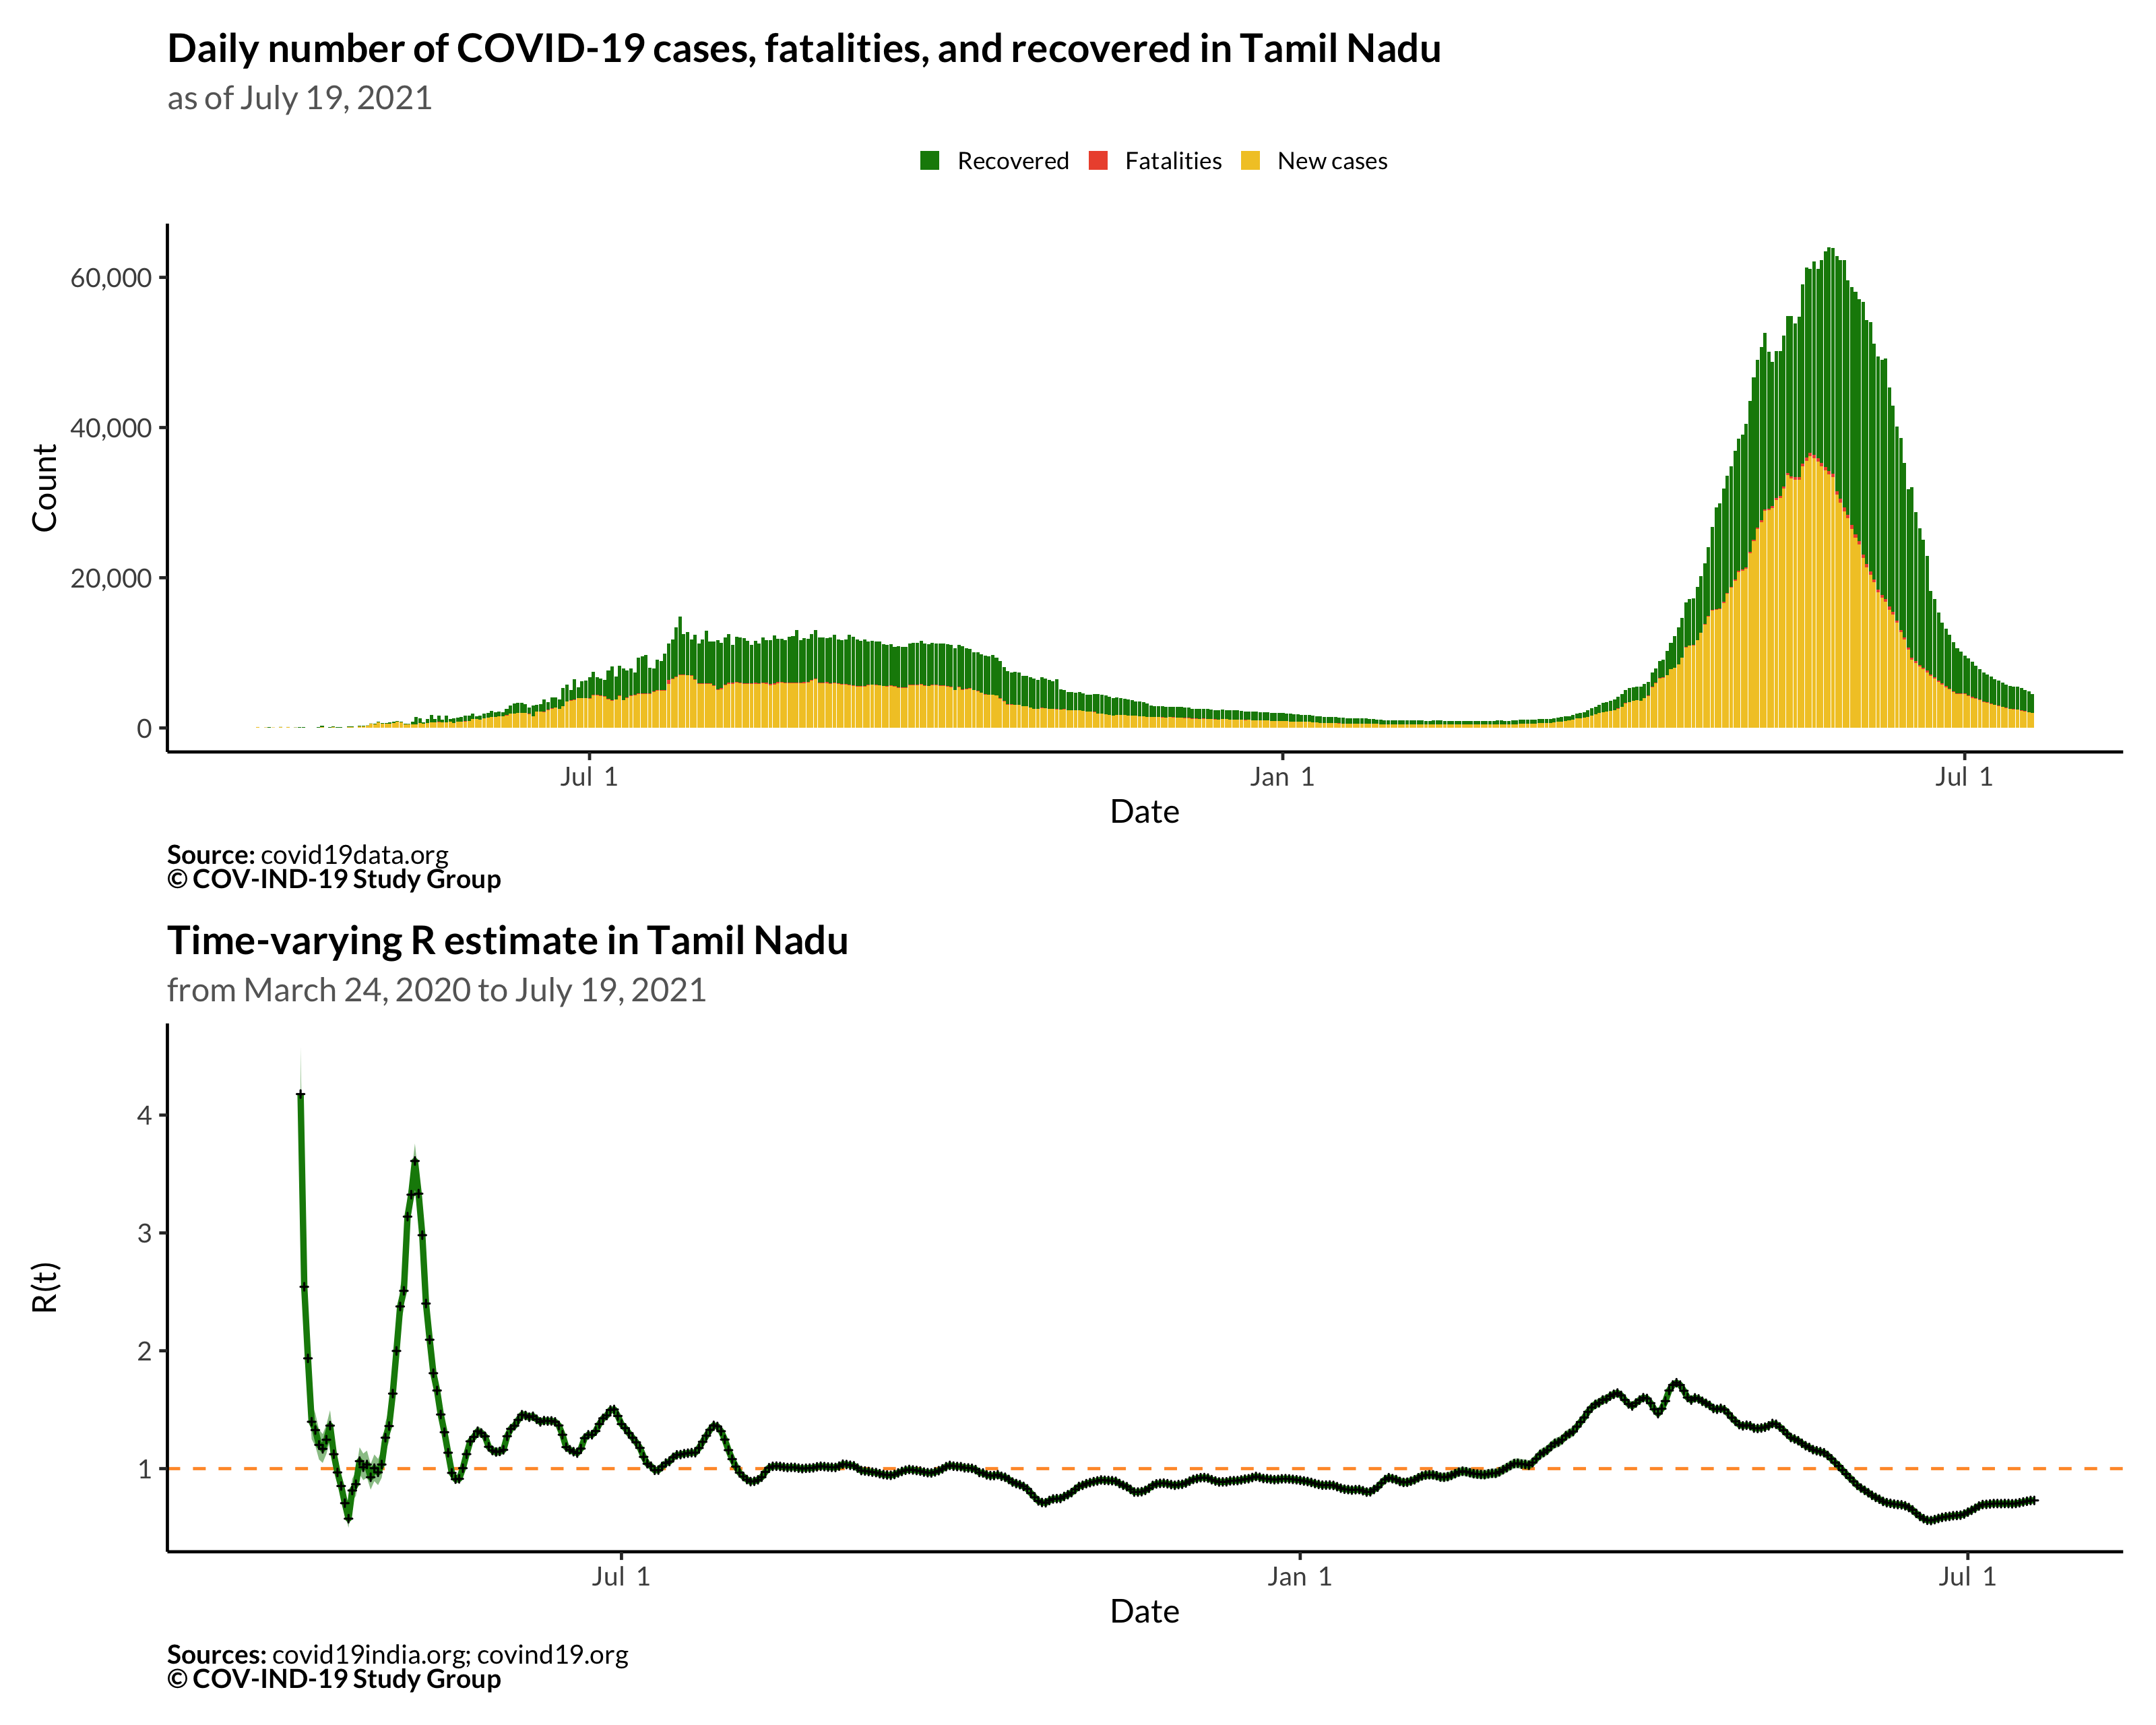 Daily number of COVID-19 cases, fatalities, and recovered in Tamil Nadu
as of July 19, 2021
Recovered Fatalities New cases
Count
60,000
40,000
20,000
0
Jul 1 Jan 1 Jul 1
Date
Source: covid19data.org
© COV-IND-19 Study Group
Time-varying R estimate in Tamil Nadu
from March 24, 2020 to July 19, 2021
R(t)
4
3
2
1
Jul 1 Jan 1 Jul 1
Date
Sources: covid19india.org; covind19.org
© COV-IND-19 Study Group